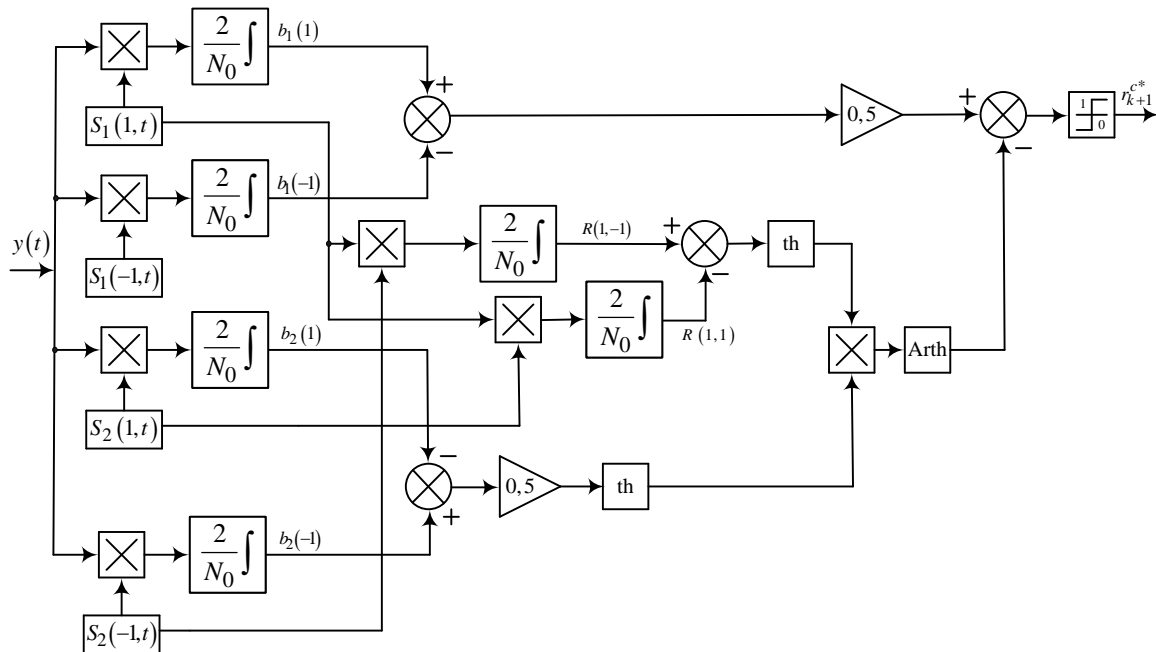 2/N₀ ∫
b₁(1)
S₁(1,t)
+
−
0,5
+
−
1
0
r_{k+1}^{c*}
2/N₀ ∫
b₁(−1)
y(t)
S₁(−1,t)
2/N₀ ∫
R(1,−1)
+
−
th
2/N₀ ∫
R(1,1)
2/N₀ ∫
b₂(1)
Arth
S₂(1,t)
−
+
0,5
th
2/N₀ ∫
b₂(−1)
S₂(−1,t)